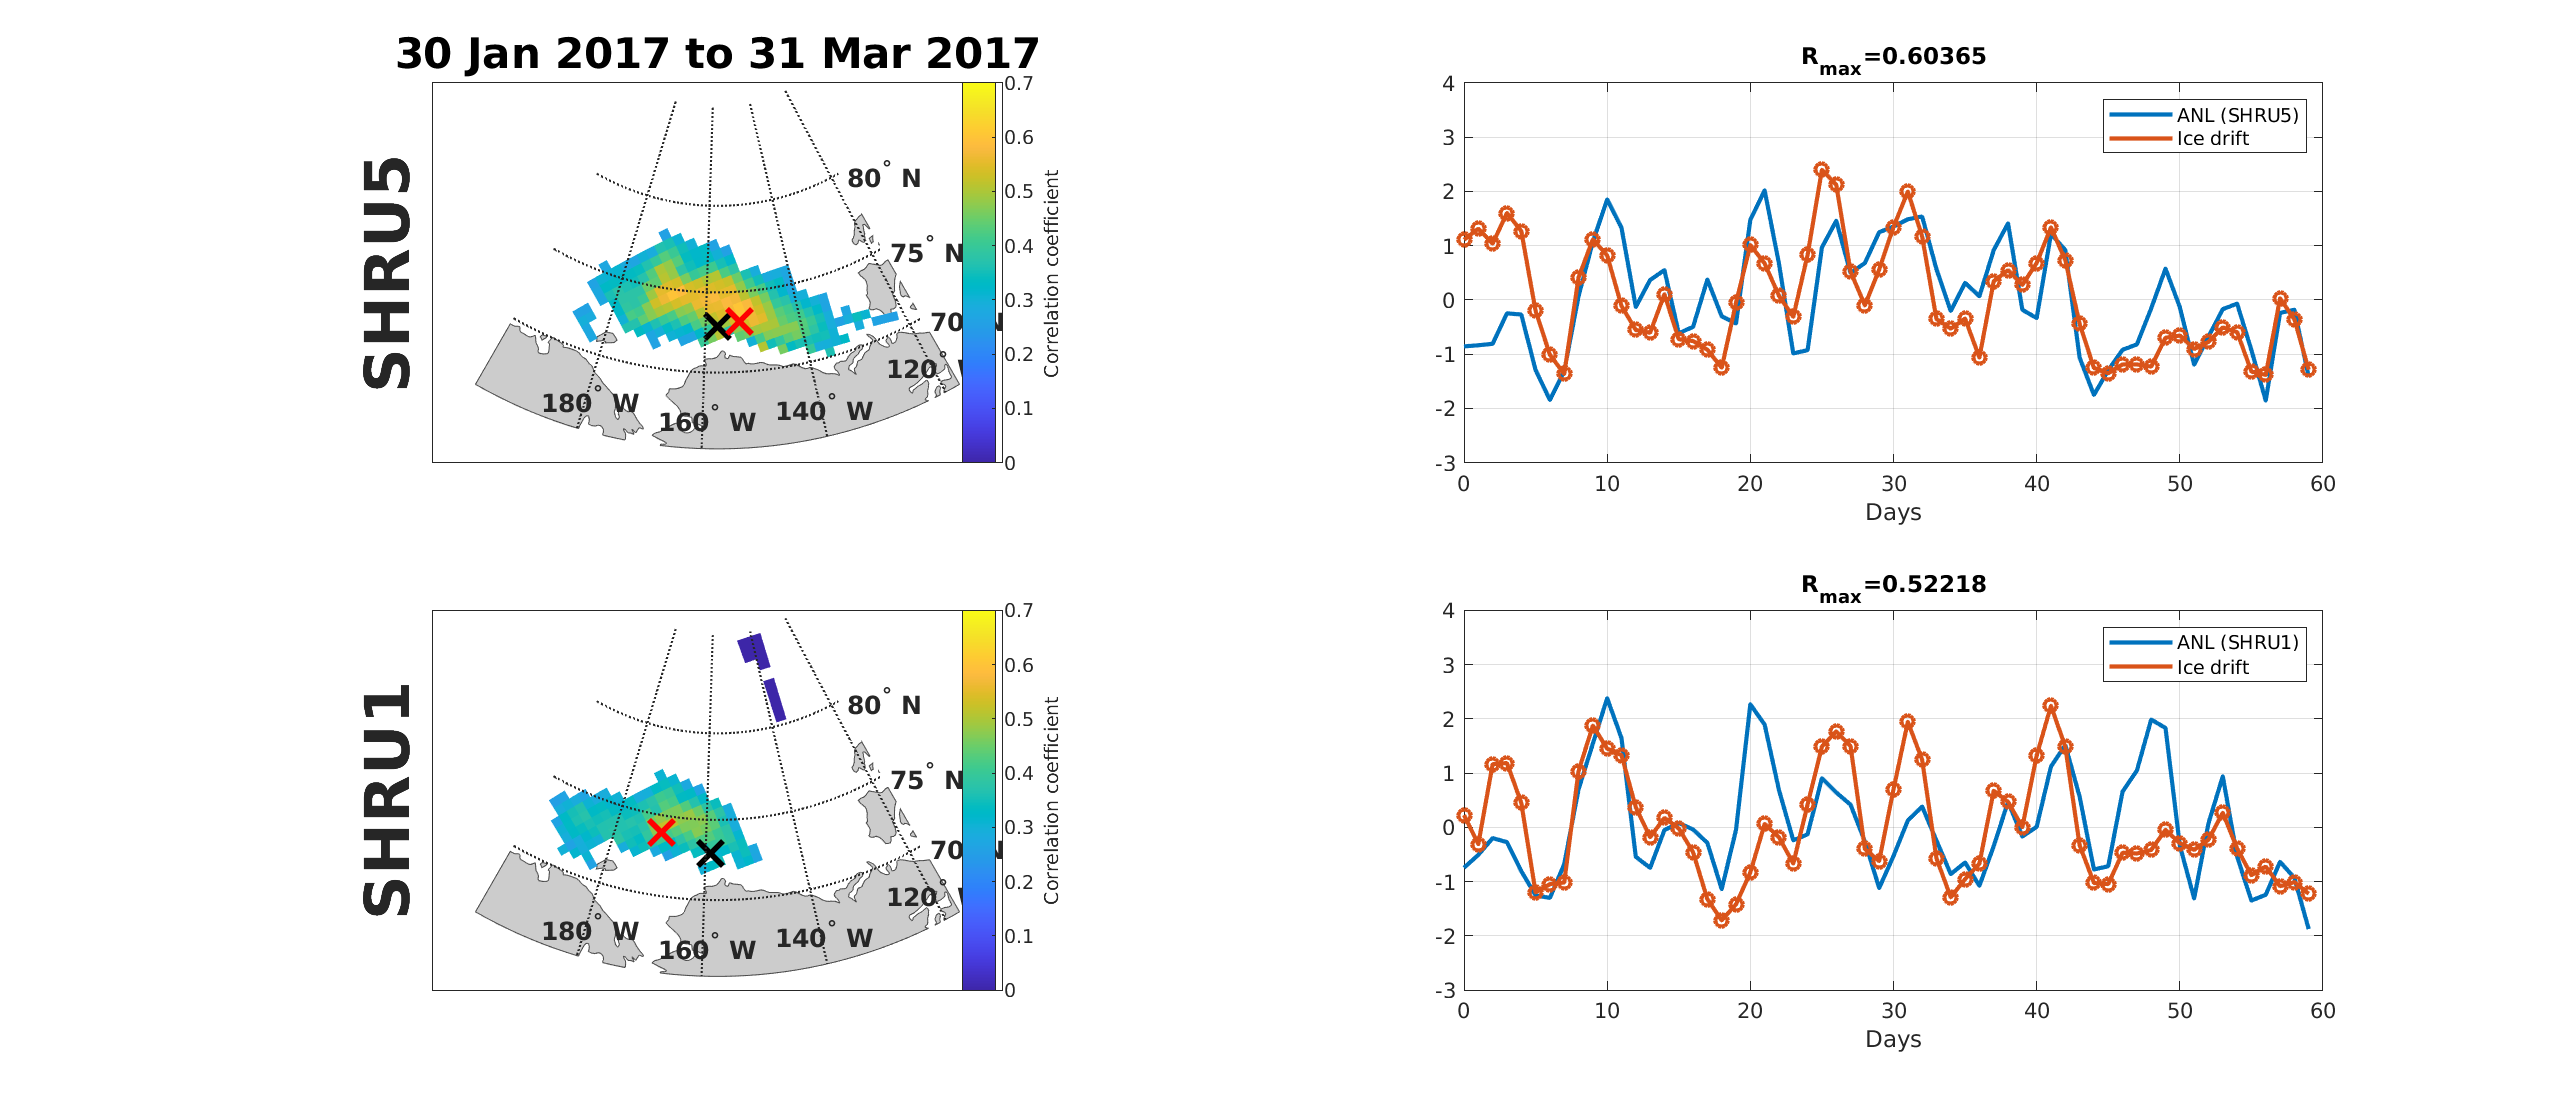 30 Jan 2017 to 31 Mar 2017
SHRU5
80° N
75° N
70° N
120° W
180° W
160° W
140° W
0.7
0.6
0.5
0.4
0.3
0.2
0.1
0
Correlation coefficient
Rmax=0.60365
ANL (SHRU5)
Ice drift
4
3
2
1
0
-1
-2
-3
0 10 20 30 40 50 60
Days
SHRU1
80° N
75° N
70° N
120° W
180° W
160° W
140° W
0.7
0.6
0.5
0.4
0.3
0.2
0.1
0
Correlation coefficient
Rmax=0.52218
ANL (SHRU1)
Ice drift
4
3
2
1
0
-1
-2
-3
0 10 20 30 40 50 60
Days